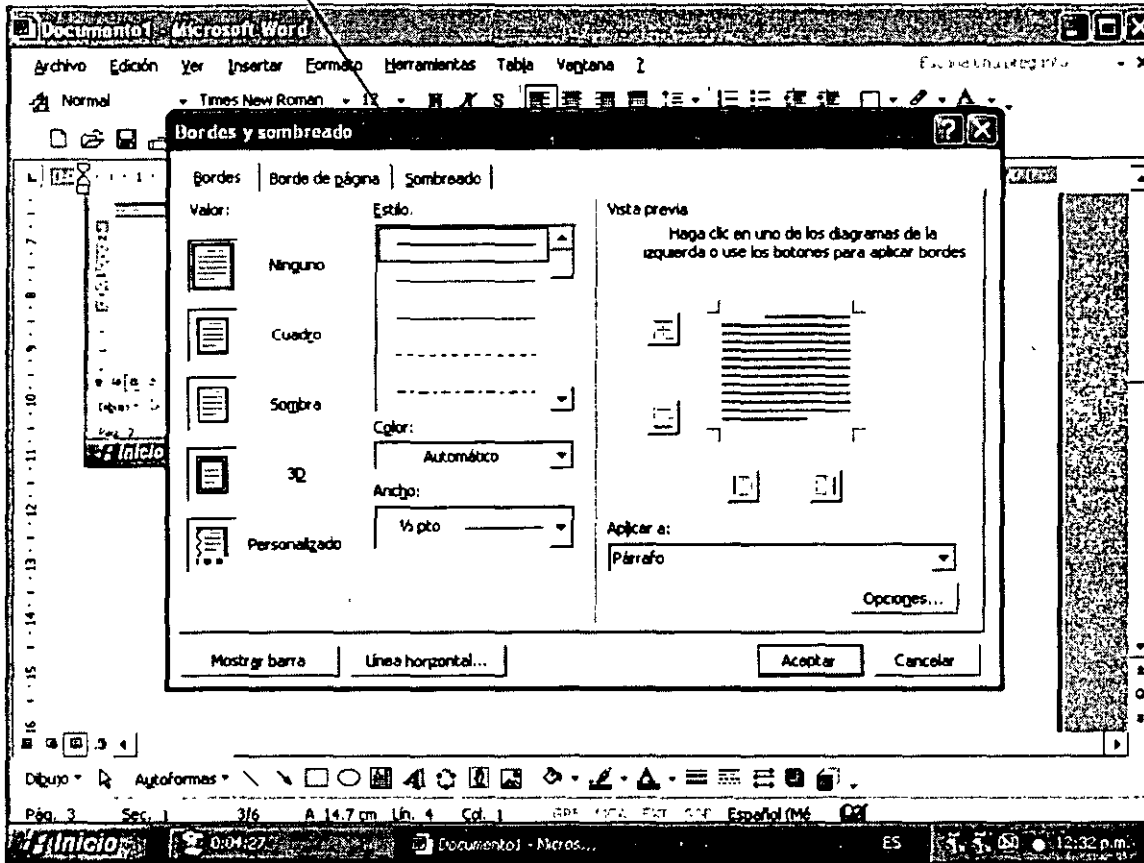 Documento1 - Microsoft Word
Archivo Edición Ver Insertar Formato Herramientas Tabla Ventana ?
Normal Times New Roman 12 N K S
Bordes y sombreado
Bordes Borde de página Sombreado
Valor:
Ninguno
Cuadro
Sombra
3D
Personalizado
Estilo:
Color:
Automático
Ancho:
½ pto
Vista previa
Haga clic en uno de los diagramas de la
izquierda o use los botones para aplicar bordes
Aplicar a:
Párrafo
Opciones...
Mostrar barra Línea horizontal... Aceptar Cancelar
Inicio
Dibujo Autoformas
Pág. 3 Sec. 1 3/6 A 14.7 cm Lín. 4 Col. 1 Español (Mé
Inicio 0:04:27 Documento1 - Micros... ES 12:32 p.m.